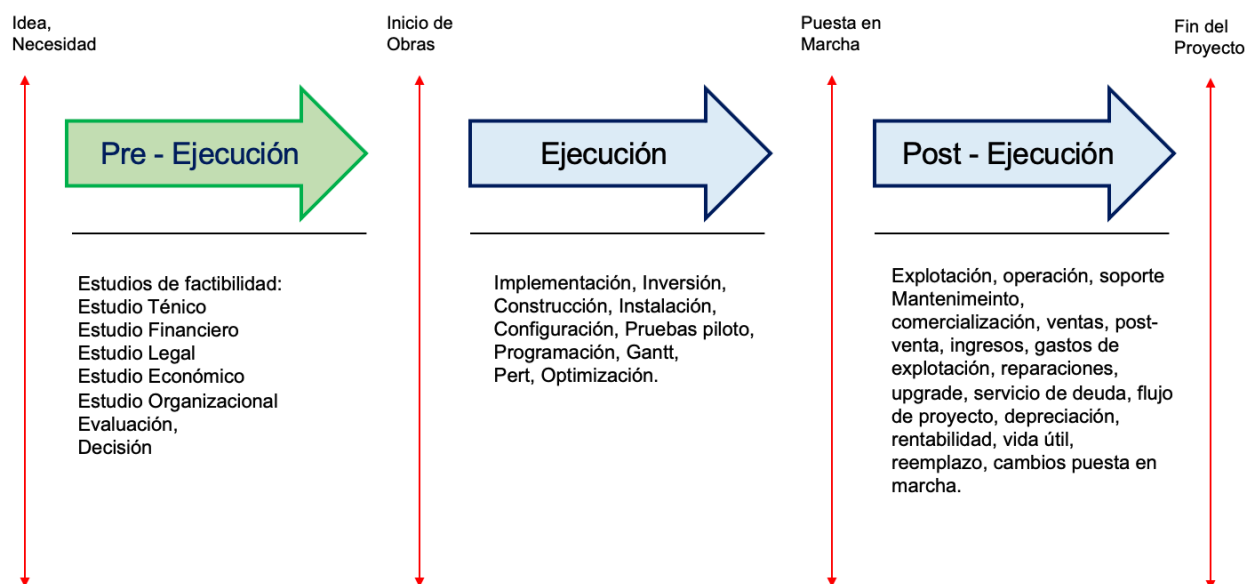 Idea,
Necesidad
Inicio de
Obras
Puesta en
Marcha
Fin del
Proyecto
Pre - Ejecución
Ejecución
Post - Ejecución
Estudios de factibilidad:
Estudio Ténico
Estudio Financiero
Estudio Legal
Estudio Económico
Estudio Organizacional
Evaluación,
Decisión
Implementación, Inversión,
Construcción, Instalación,
Configuración, Pruebas piloto,
Programación, Gantt,
Pert, Optimización.
Explotación, operación, soporte
Mantenimeinto,
comercialización, ventas, post-
venta, ingresos, gastos de
explotación, reparaciones,
upgrade, servicio de deuda, flujo
de proyecto, depreciación,
rentabilidad, vida útil,
reemplazo, cambios puesta en
marcha.